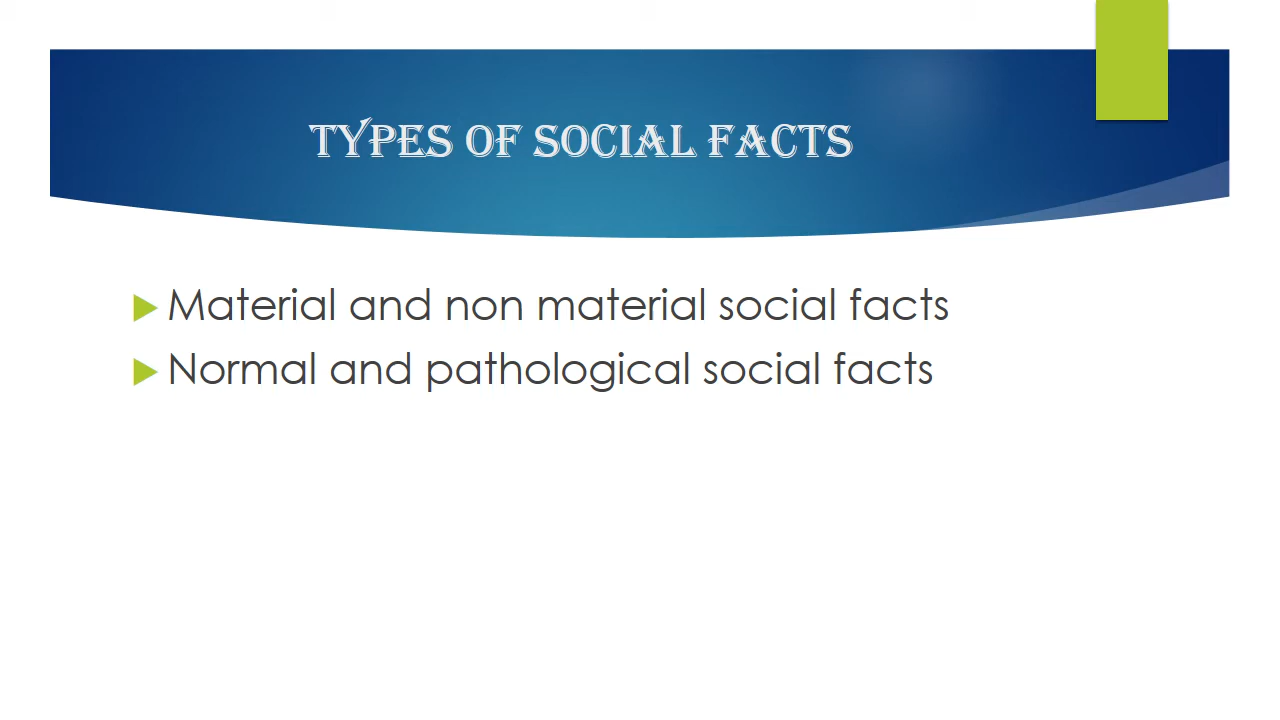 TYPES OF SOCIAL FACTS
Material and non material social facts
Normal and pathological social facts